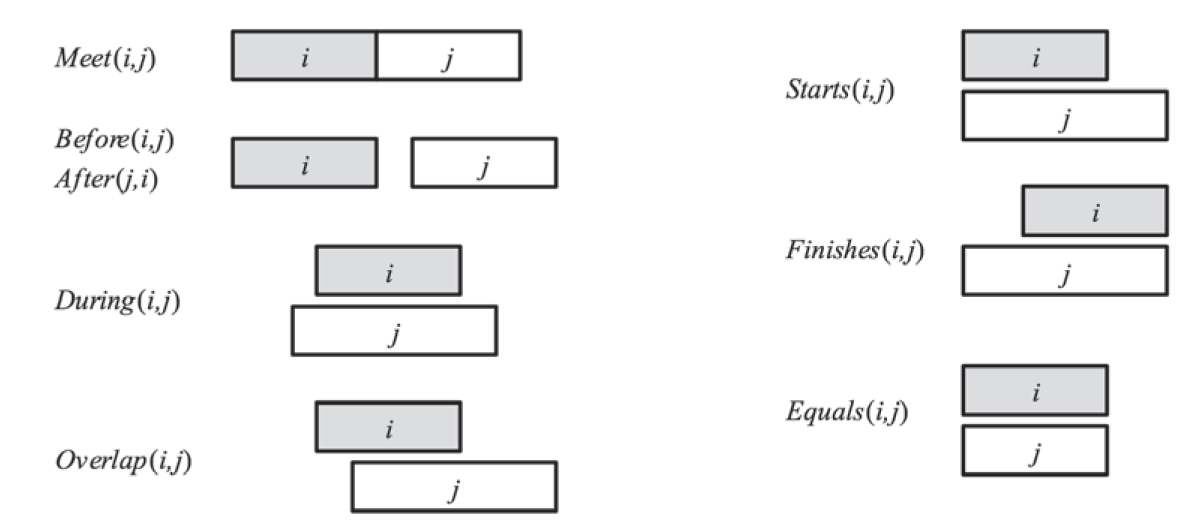 Meet(i,j)
i
j
Before(i,j)
After(j,i)
i
j
During(i,j)
i
j
Overlap(i,j)
i
j
Starts(i,j)
i
j
Finishes(i,j)
i
j
Equals(i,j)
i
j